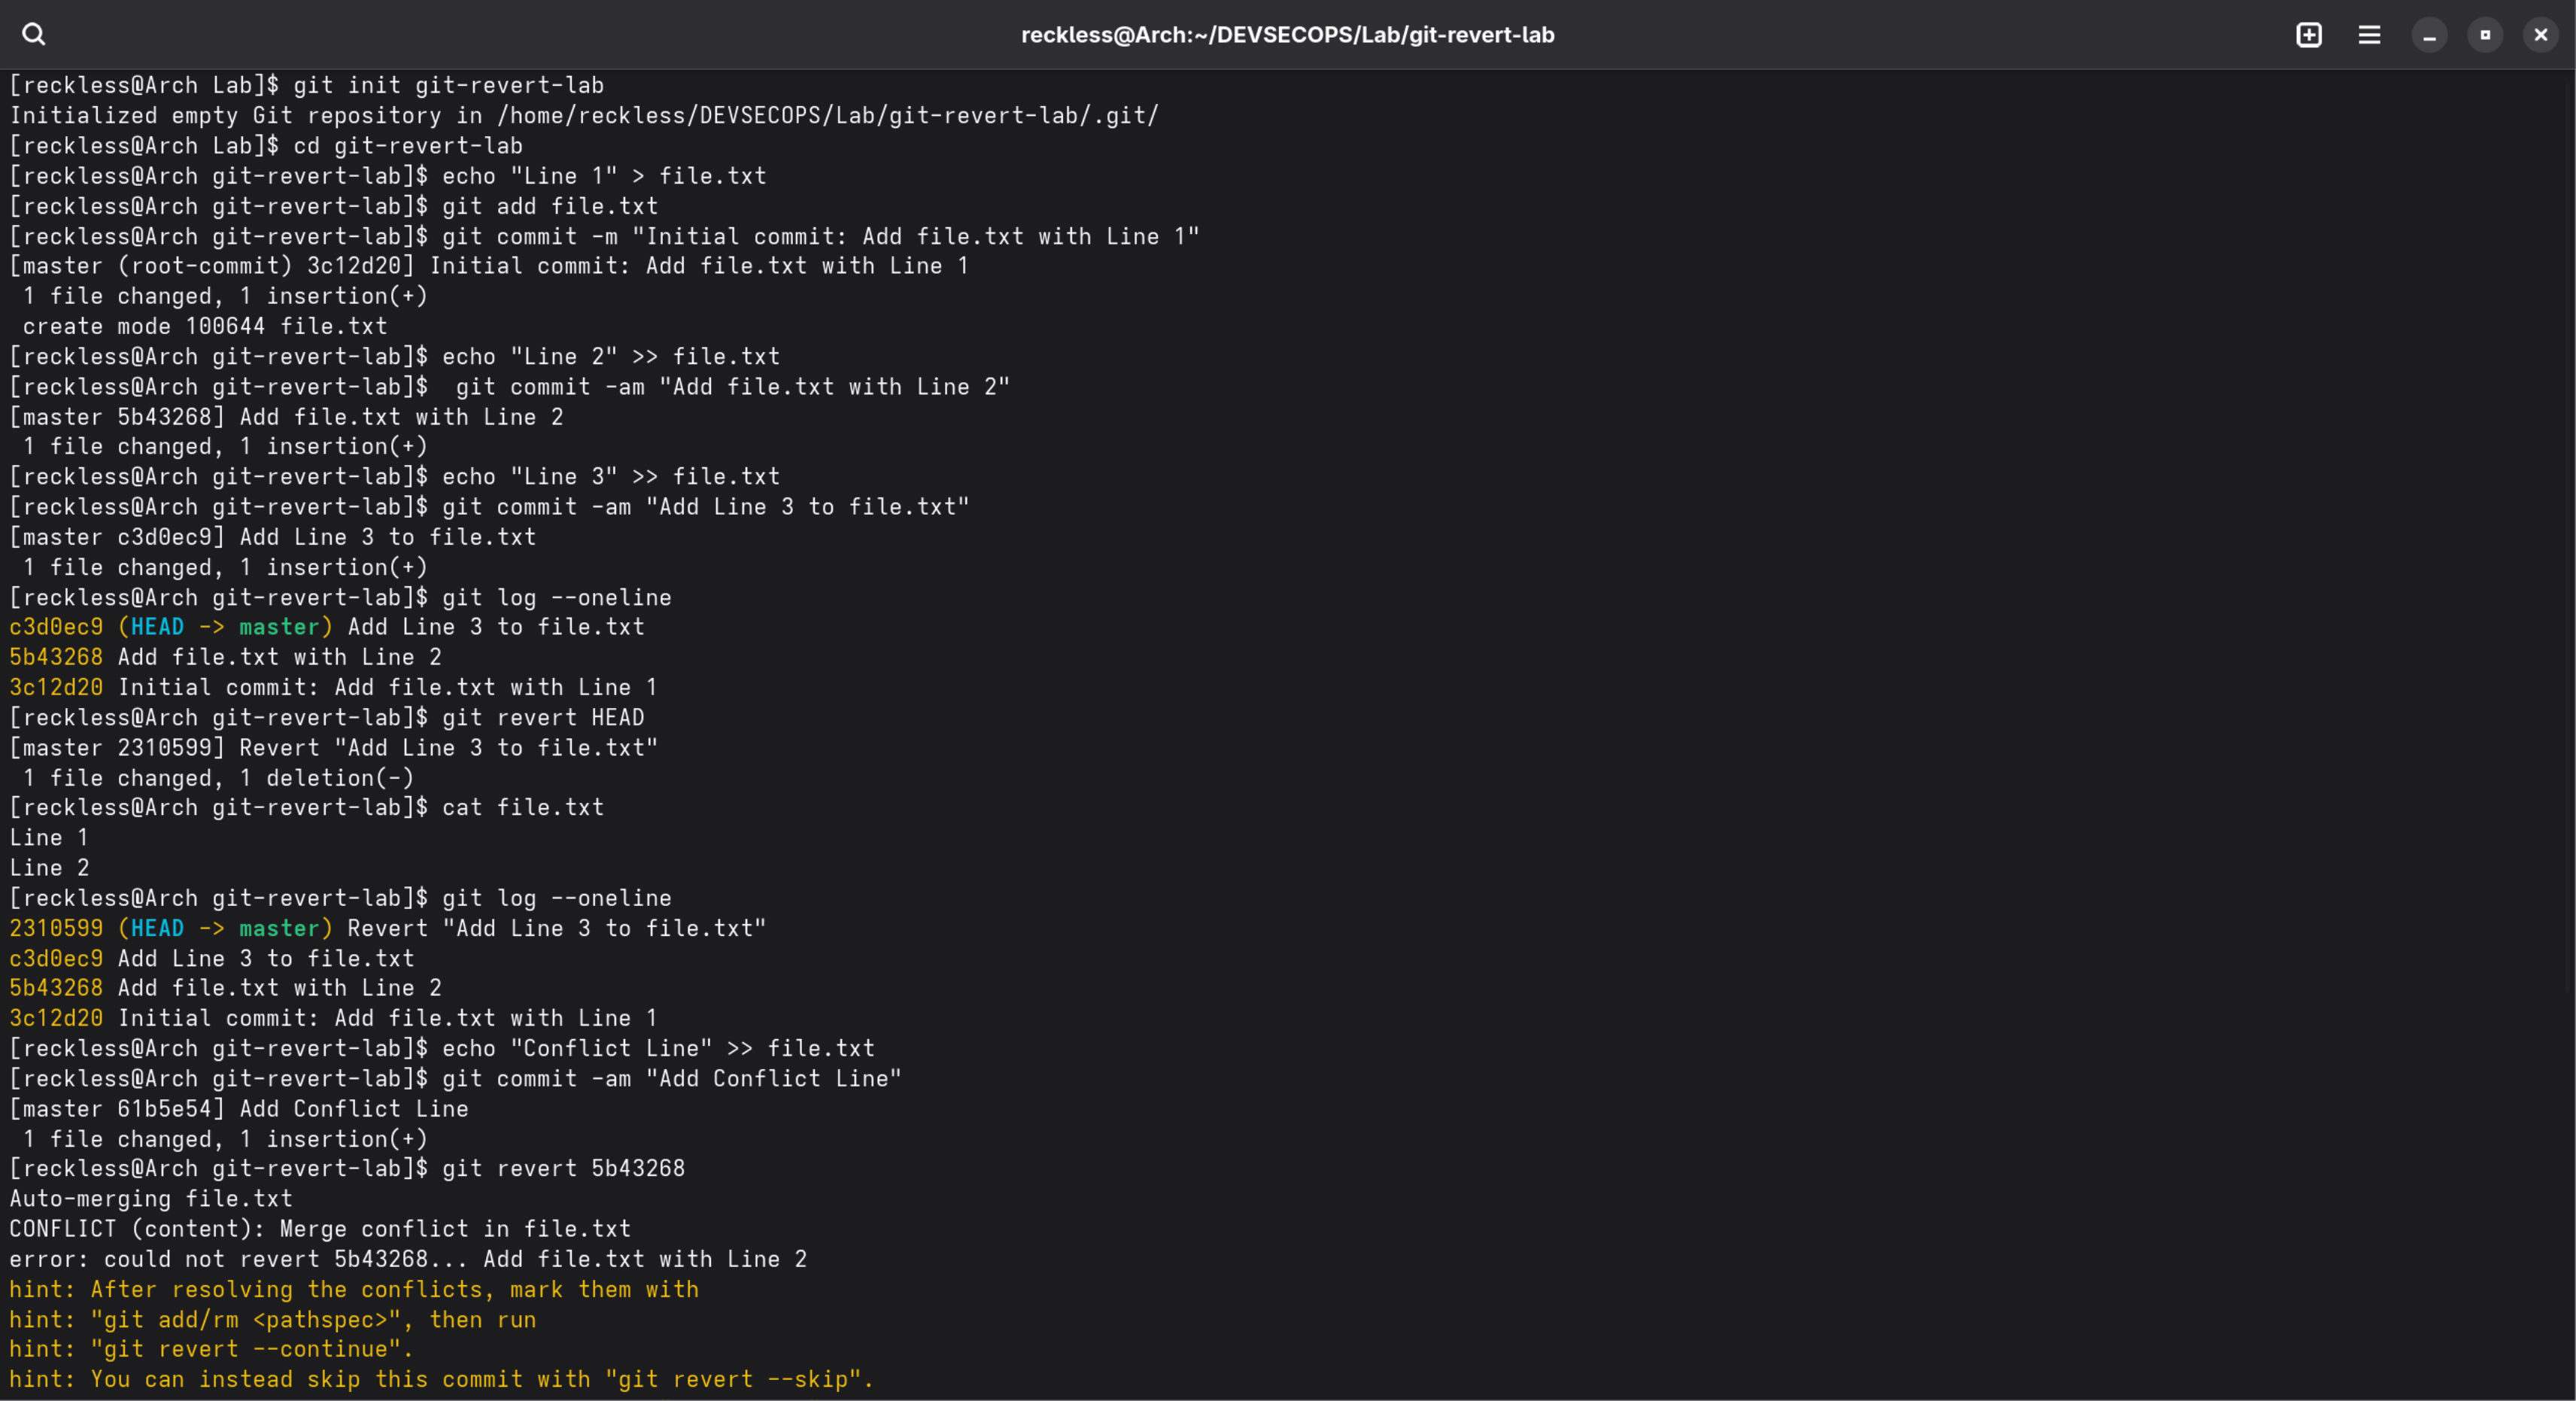 reckless@Arch:~/DEVSECOPS/Lab/git-revert-lab
[reckless@Arch Lab]$ git init git-revert-lab
Initialized empty Git repository in /home/reckless/DEVSECOPS/Lab/git-revert-lab/.git/
[reckless@Arch Lab]$ cd git-revert-lab
[reckless@Arch git-revert-lab]$ echo "Line 1" > file.txt
[reckless@Arch git-revert-lab]$ git add file.txt
[reckless@Arch git-revert-lab]$ git commit -m "Initial commit: Add file.txt with Line 1"
[master (root-commit) 3c12d20] Initial commit: Add file.txt with Line 1
 1 file changed, 1 insertion(+)
 create mode 100644 file.txt
[reckless@Arch git-revert-lab]$ echo "Line 2" >> file.txt
[reckless@Arch git-revert-lab]$  git commit -am "Add file.txt with Line 2"
[master 5b43268] Add file.txt with Line 2
 1 file changed, 1 insertion(+)
[reckless@Arch git-revert-lab]$ echo "Line 3" >> file.txt
[reckless@Arch git-revert-lab]$ git commit -am "Add Line 3 to file.txt"
[master c3d0ec9] Add Line 3 to file.txt
 1 file changed, 1 insertion(+)
[reckless@Arch git-revert-lab]$ git log --oneline
c3d0ec9 (HEAD -> master) Add Line 3 to file.txt
5b43268 Add file.txt with Line 2
3c12d20 Initial commit: Add file.txt with Line 1
[reckless@Arch git-revert-lab]$ git revert HEAD
[master 2310599] Revert "Add Line 3 to file.txt"
 1 file changed, 1 deletion(-)
[reckless@Arch git-revert-lab]$ cat file.txt
Line 1
Line 2
[reckless@Arch git-revert-lab]$ git log --oneline
2310599 (HEAD -> master) Revert "Add Line 3 to file.txt"
c3d0ec9 Add Line 3 to file.txt
5b43268 Add file.txt with Line 2
3c12d20 Initial commit: Add file.txt with Line 1
[reckless@Arch git-revert-lab]$ echo "Conflict Line" >> file.txt
[reckless@Arch git-revert-lab]$ git commit -am "Add Conflict Line"
[master 61b5e54] Add Conflict Line
 1 file changed, 1 insertion(+)
[reckless@Arch git-revert-lab]$ git revert 5b43268
Auto-merging file.txt
CONFLICT (content): Merge conflict in file.txt
error: could not revert 5b43268... Add file.txt with Line 2
hint: After resolving the conflicts, mark them with
hint: "git add/rm <pathspec>", then run
hint: "git revert --continue".
hint: You can instead skip this commit with "git revert --skip".